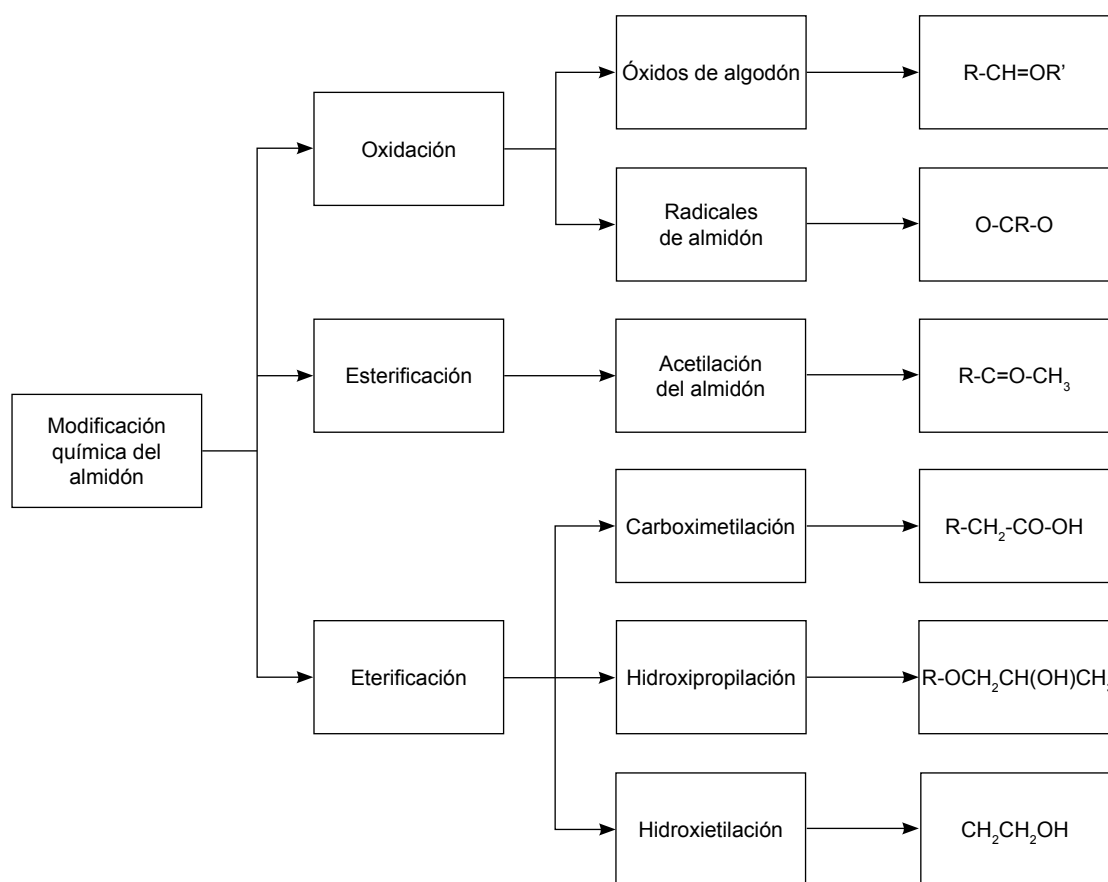 Óxidos de algodón
R-CH=OR’
Oxidación
Radicales
de almidón
O-CR-O
Esterificación
Acetilación
del almidón
R-C=O-CH₃
Modificación
química del
almidón
Carboximetilación
R-CH₂-CO-OH
Eterificación
Hidroxipropilación
R-OCH₂CH(OH)CH₃
Hidroxietilación
CH₂CH₂OH